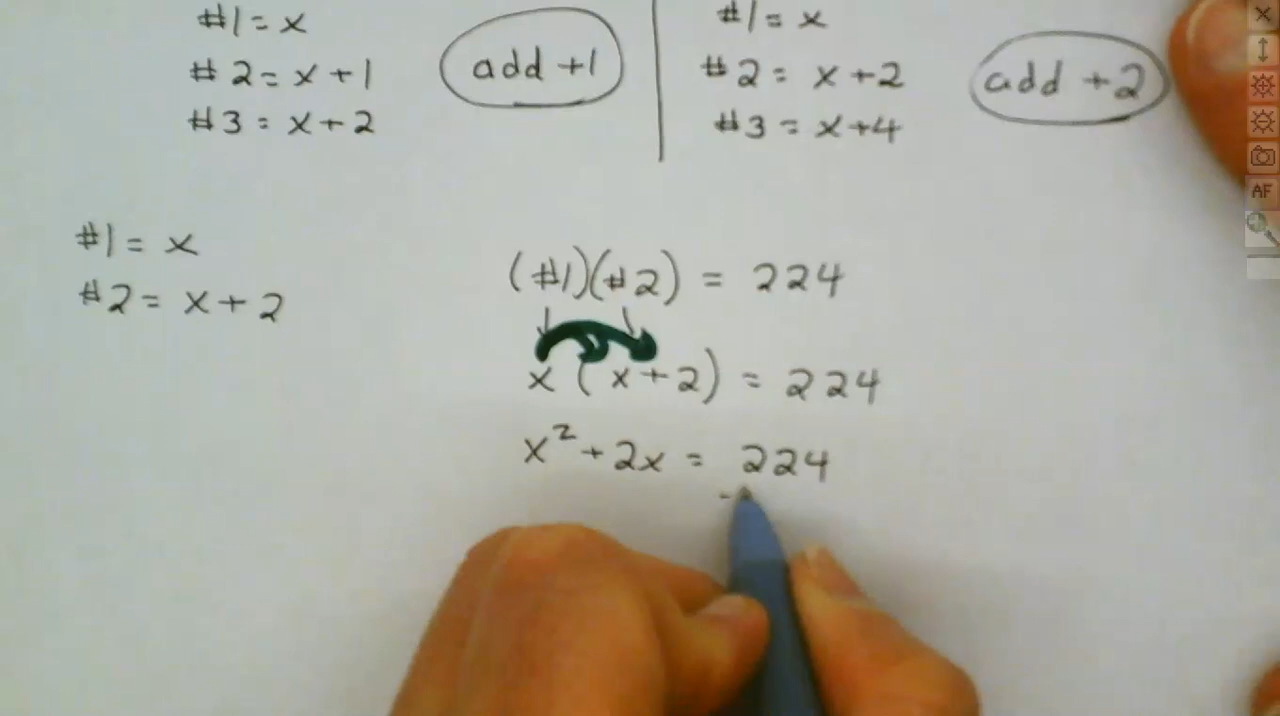 #1 = x
#2 = x + 1
#3 = x + 2
add +1
#1 = x
#2 = x + 2
#3 = x + 4
add +2
#1 = x
#2 = x + 2
(#1)(#2) = 224
x(x + 2) = 224
x² + 2x = 224
-
AF